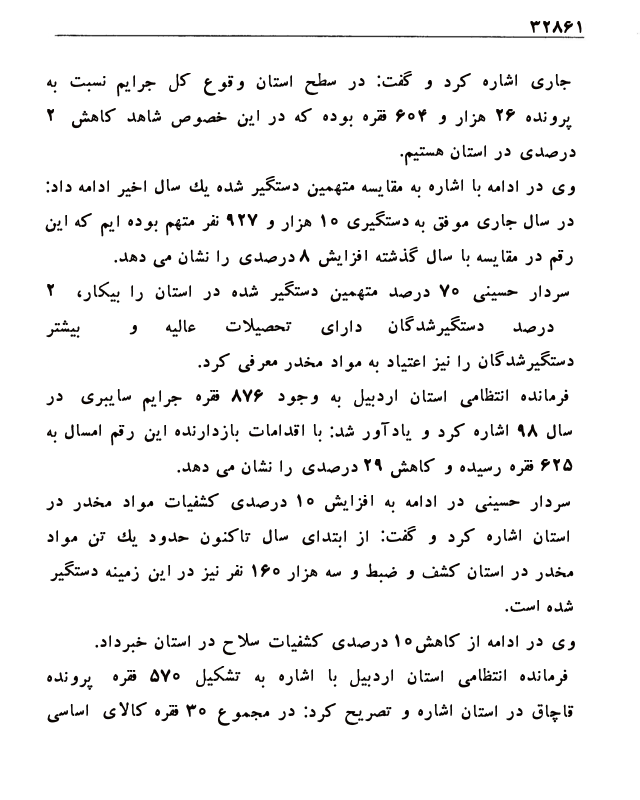 ۳۲۸۶۱
جاری اشاره کرد و گفت: در سطح استان وقوع کل جرایم نسبت به
پرونده ۲۶ هزار و ۶۰۴ فقره بوده که در این خصوص شاهد کاهش ۲
درصدی در استان هستیم.
وی در ادامه با اشاره به مقایسه متهمین دستگیر شده یك سال اخیر ادامه داد:
در سال جاری موفق به دستگیری ۱۰ هزار و ۹۲۷ نفر متهم بوده ایم که این
رقم در مقایسه با سال گذشته افزایش ۸ درصدی را نشان می دهد.
سردار حسینی ۷۰ درصد متهمین دستگیر شده در استان را بیکار، ۲
درصد دستگیرشدگان دارای تحصیلات عالیه و بیشتر
دستگیرشدگان را نیز اعتیاد به مواد مخدر معرفی کرد.
فرمانده انتظامی استان اردبیل به وجود ۸۷۶ فقره جرایم سایبری در
سال ۹۸ اشاره کرد و یادآور شد: با اقدامات بازدارنده این رقم امسال به
۶۲۵ فقره رسیده و کاهش ۲۹ درصدی را نشان می دهد.
سردار حسینی در ادامه به افزایش ۱۰ درصدی کشفیات مواد مخدر در
استان اشاره کرد و گفت: از ابتدای سال تاکنون حدود یك تن مواد
مخدر در استان کشف و ضبط و سه هزار ۱۶۰ نفر نیز در این زمینه دستگیر
شده است.
وی در ادامه از کاهش۱۰ درصدی کشفیات سلاح در استان خبرداد.
فرمانده انتظامی استان اردبیل با اشاره به تشکیل ۵۷۰ فقره پرونده
قاچاق در استان اشاره و تصریح کرد: در مجموع ۳۰ فقره کالای اساسی